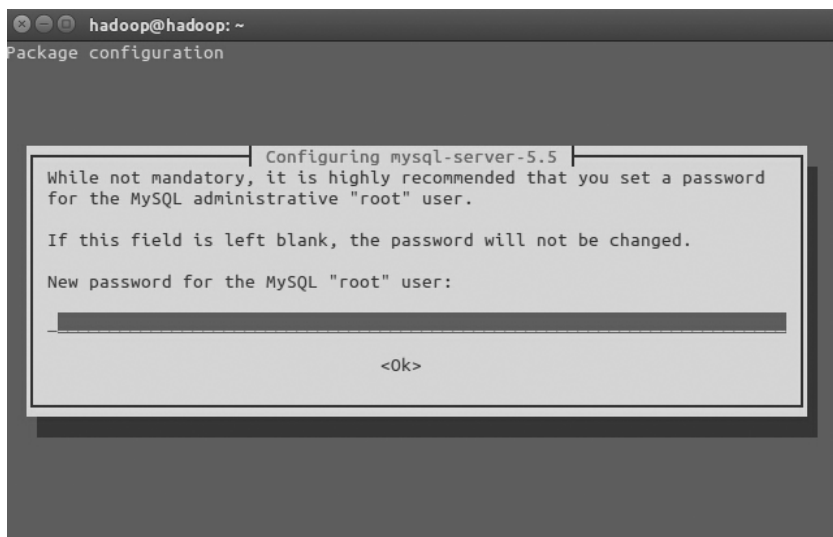 hadoop@hadoop: ~
Package configuration
Configuring mysql-server-5.5
While not mandatory, it is highly recommended that you set a password
for the MySQL administrative "root" user.
If this field is left blank, the password will not be changed.
New password for the MySQL "root" user:
<Ok>